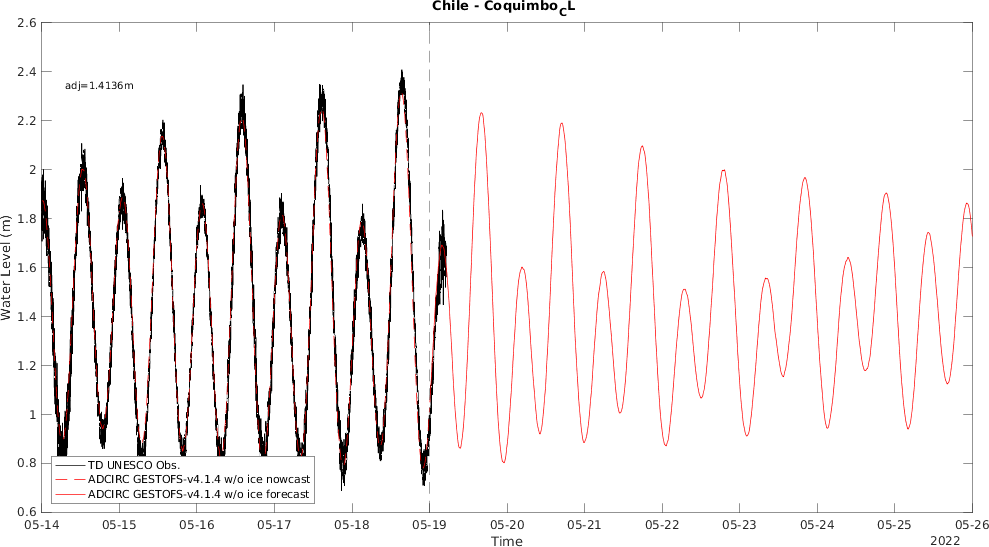 Chile - Coquimbo_CL
2.6
2.4
2.2
2
1.8
1.6
1.4
1.2
1
0.8
0.6
Water Level (m)
adj=1.4136m
TD UNESCO Obs.
ADCIRC GESTOFS-v4.1.4 w/o ice nowcast
ADCIRC GESTOFS-v4.1.4 w/o ice forecast
05-14 05-15 05-16 05-17 05-18 05-19 05-20 05-21 05-22 05-23 05-24 05-25 05-26
Time
2022